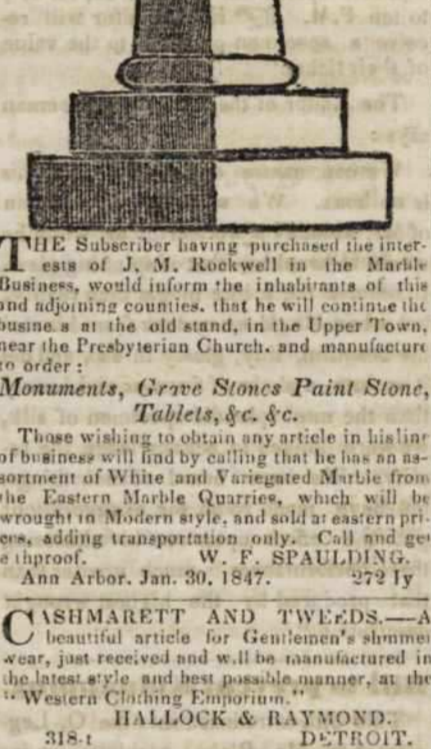 THE Subscriber having purchased the inter-
ests of J. M. Rockwell in the Marble
Business, would inform the inhabitants of this
and adjoining counties, that he will continue the
busine.s at the old stand, in the Upper Town,
near the Presbyterian Church, and manufacture
to order :
Monuments, Grave Stones Paint Stone,
Tablets, &c. &c.
Those wishing to obtain any article in his line
of business will find by calling that he has an as-
sortment of White and Variegated Marble from
the Eastern Marble Quarries, which will be
wrought in Modern style, and sold at eastern pri-
ces, adding transportation only. Call and get
e thproof. W. F. SPAULDING.
Ann Arbor, Jan. 30, 1847. 272 1y
CASHMARETT AND TWEEDS.—A
beautiful article for Gentlemen's summer
wear, just received and will be manufactured in
the latest style and best possible manner, at the
" Western Clothing Emporium."
HALLOCK & RAYMOND.
318-t DETROIT.